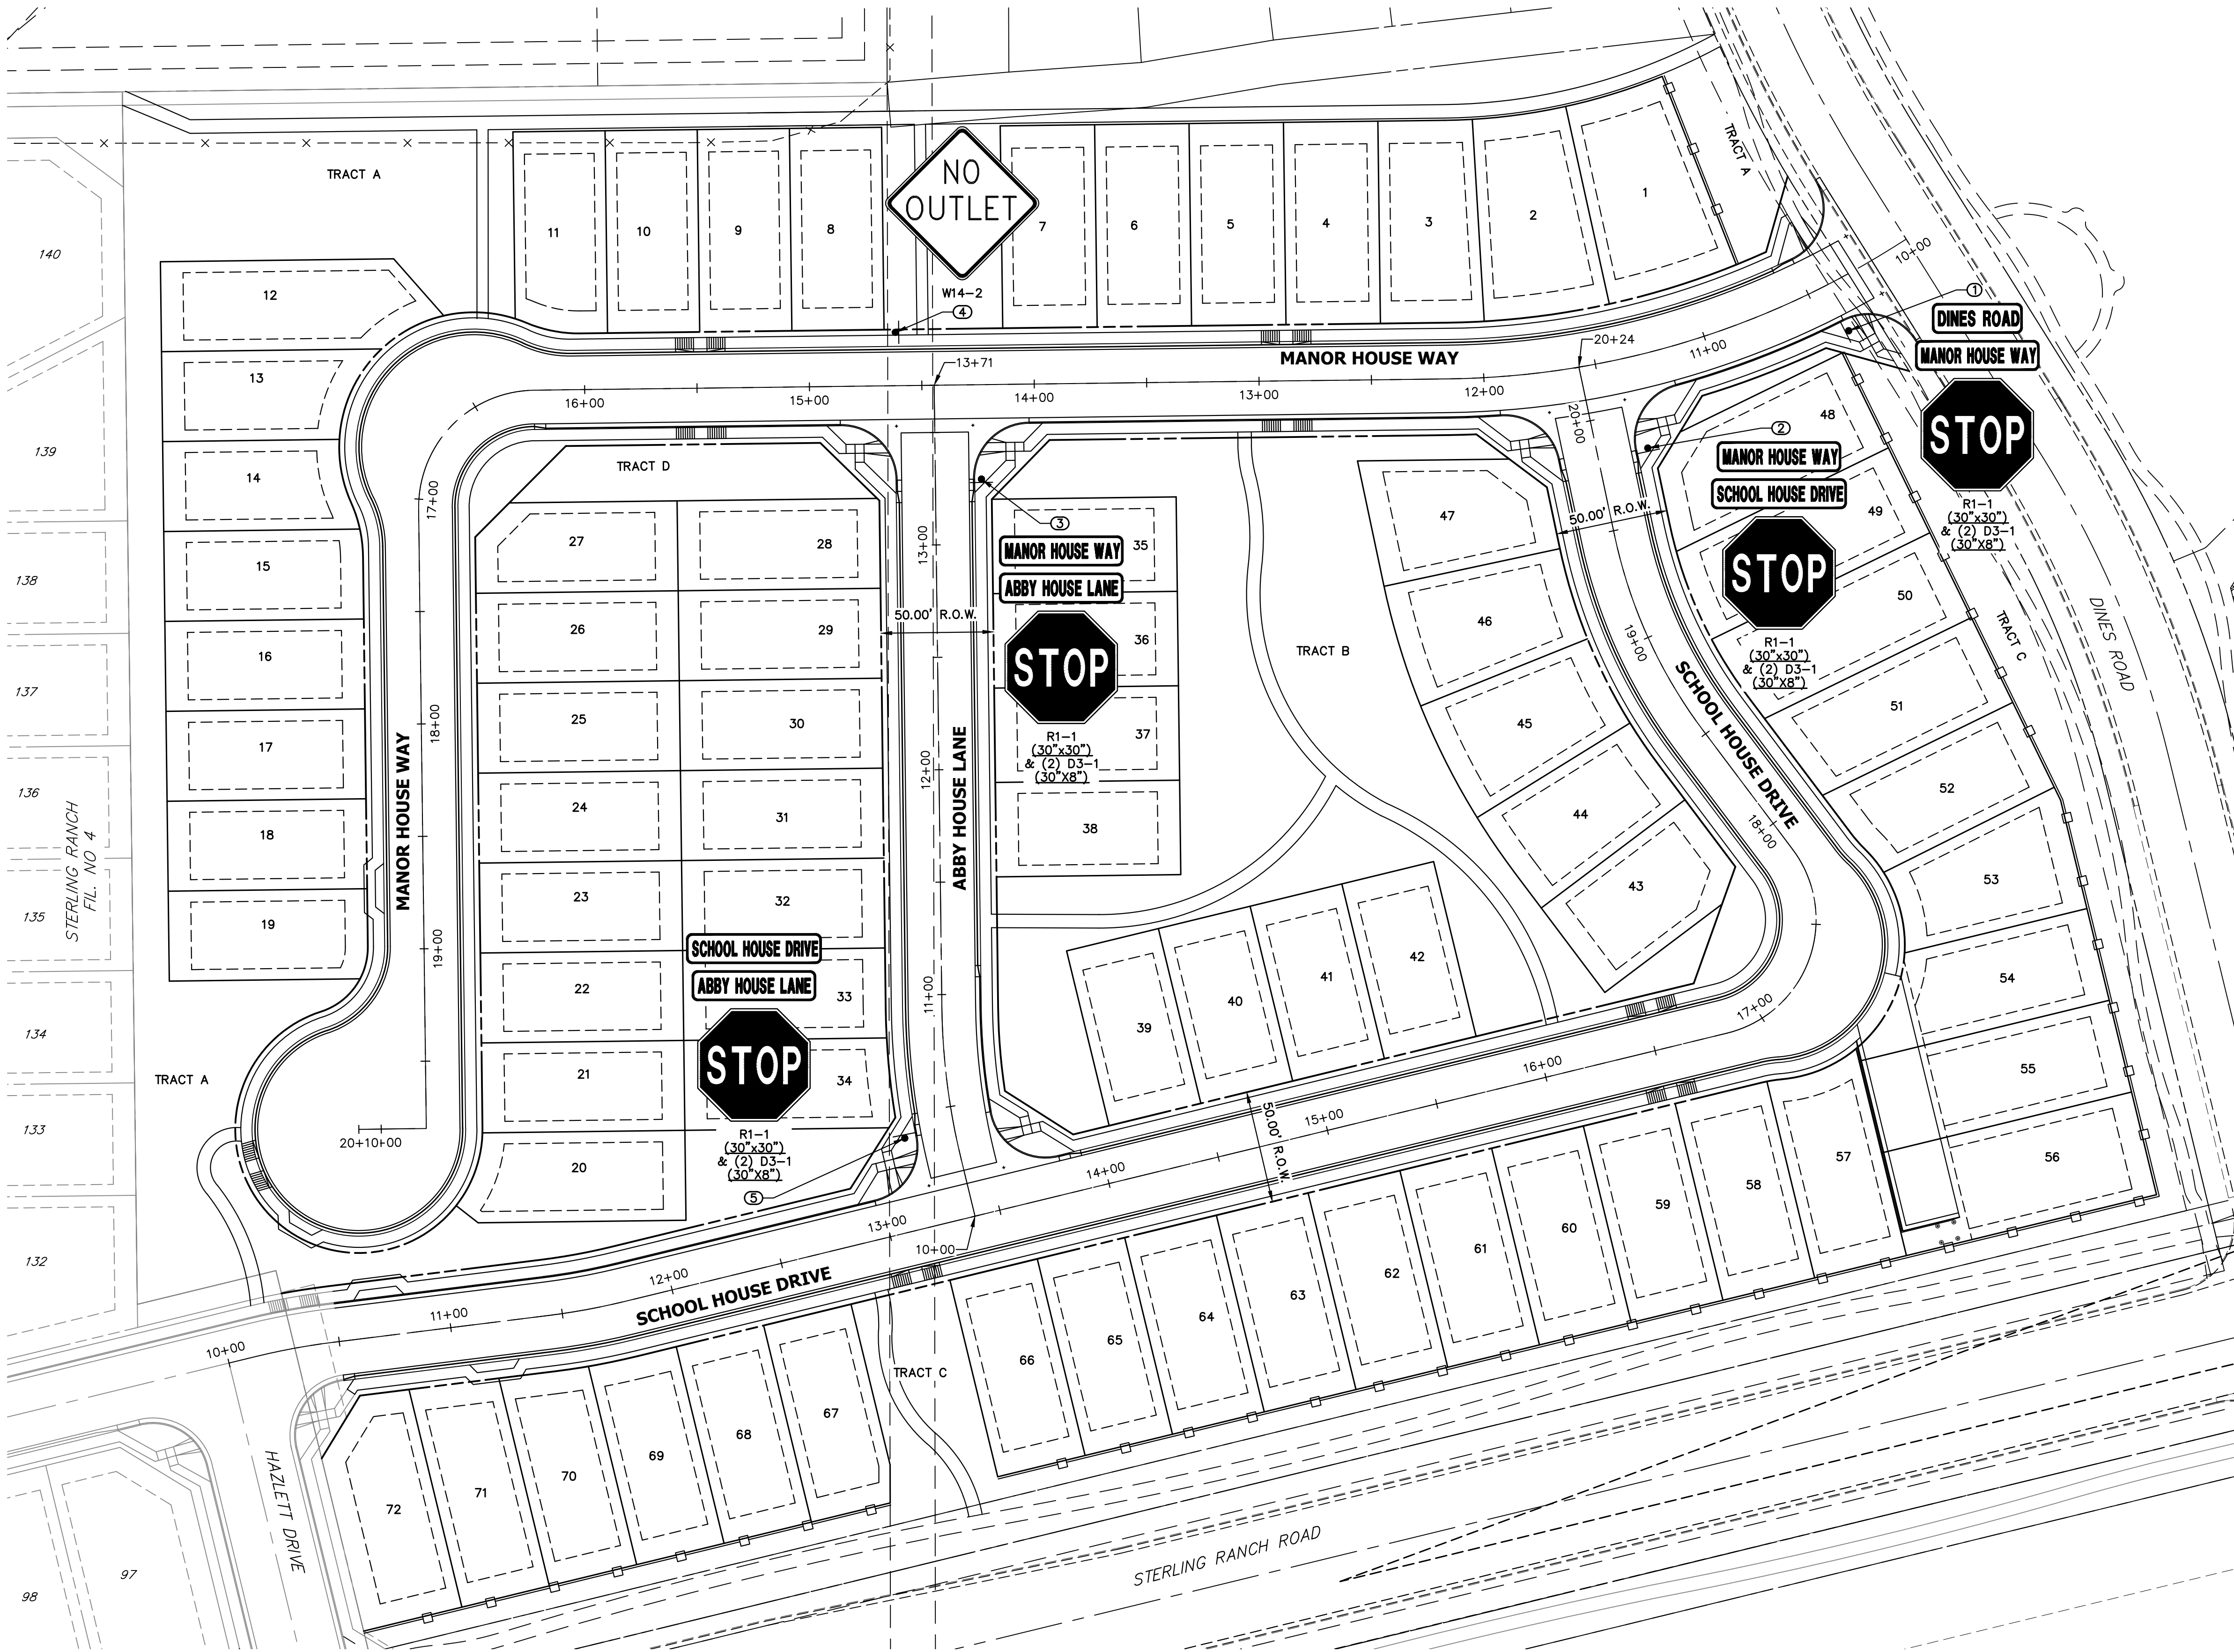 TRACT A
NO
OUTLET
W14-2
4
11
10
9
8
7
6
5
4
3
2
1
TRACT A
10+00
1
DINES ROAD
MANOR HOUSE WAY
STOP
R1-1
(30"x30")
& (2) D3-1
(30"X8")
140
139
138
137
136
135
134
133
132
STERLING RANCH
FIL. NO 4
12
13
14
15
16
17
18
19
TRACT A
MANOR HOUSE WAY
13+71
20+24
11+00
12+00
13+00
14+00
15+00
16+00
17+00
18+00
19+00
20+10+00
MANOR HOUSE WAY
20+00
2
MANOR HOUSE WAY
SCHOOL HOUSE DRIVE
STOP
R1-1
(30"x30")
& (2) D3-1
(30"X8")
48
49
50
51
52
53
54
55
56
TRACT C
DINES ROAD
TRACT D
27
28
26
29
25
30
24
31
23
32
22
33
21
34
20
3
MANOR HOUSE WAY
ABBY HOUSE LANE
STOP
R1-1
(30"x30")
& (2) D3-1
(30"X8")
35
36
37
38
50.00' R.O.W.
13+00
12+00
11+00
ABBY HOUSE LANE
SCHOOL HOUSE DRIVE
ABBY HOUSE LANE
STOP
R1-1
(30"x30")
& (2) D3-1
(30"X8")
5
TRACT B
47
46
45
44
43
42
41
40
39
50.00' R.O.W.
19+00
SCHOOL HOUSE DRIVE
18+00
17+00
16+00
15+00
50.00' R.O.W.
14+00
13+00
10+00
12+00
SCHOOL HOUSE DRIVE
11+00
10+00
57
58
59
60
61
62
63
64
65
66
TRACT C
67
68
69
70
71
72
HAZLETT DRIVE
97
98
STERLING RANCH ROAD